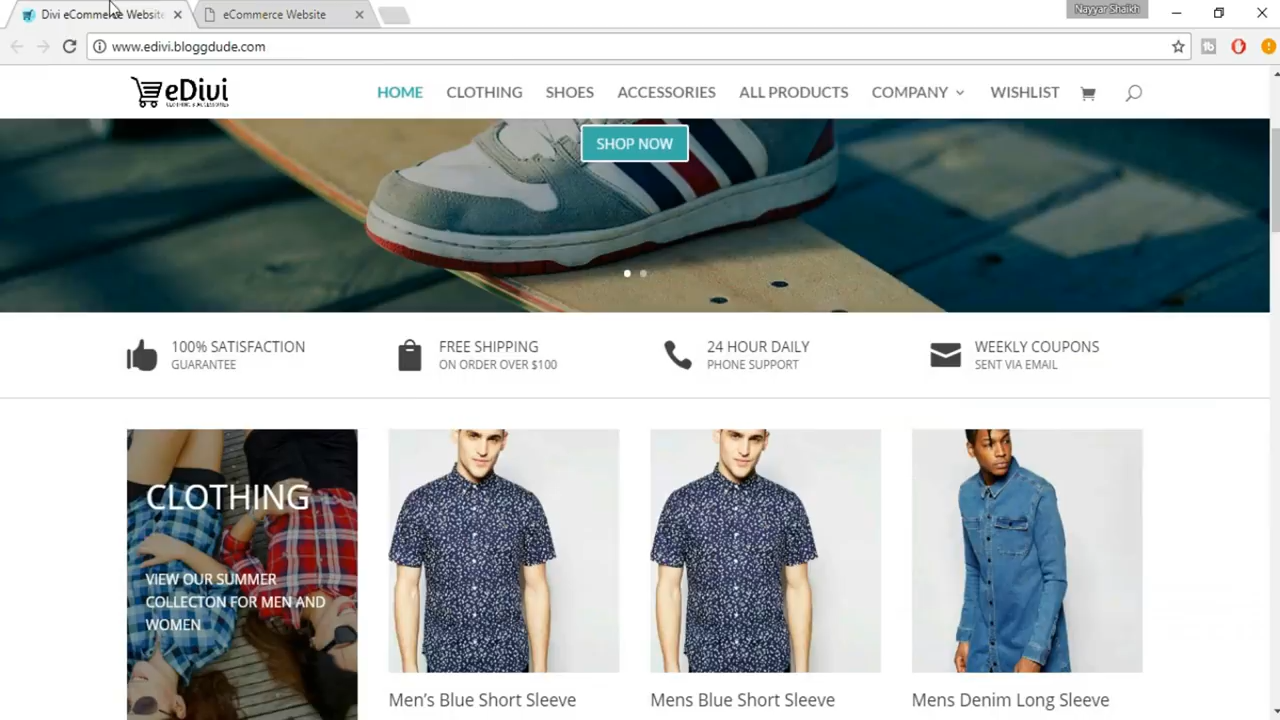 Divi eCommerce Website
eCommerce Website
Nayyar Shaikh
www.edivi.bloggdude.com
eDivi
CLOTHING & ACCESSORIES
HOME
CLOTHING
SHOES
ACCESSORIES
ALL PRODUCTS
COMPANY
WISHLIST
SHOP NOW
100% SATISFACTION
GUARANTEE
FREE SHIPPING
ON ORDER OVER $100
24 HOUR DAILY
PHONE SUPPORT
WEEKLY COUPONS
SENT VIA EMAIL
CLOTHING
VIEW OUR SUMMER
COLLECTON FOR MEN AND
WOMEN
Men's Blue Short Sleeve
Mens Blue Short Sleeve
Mens Denim Long Sleeve